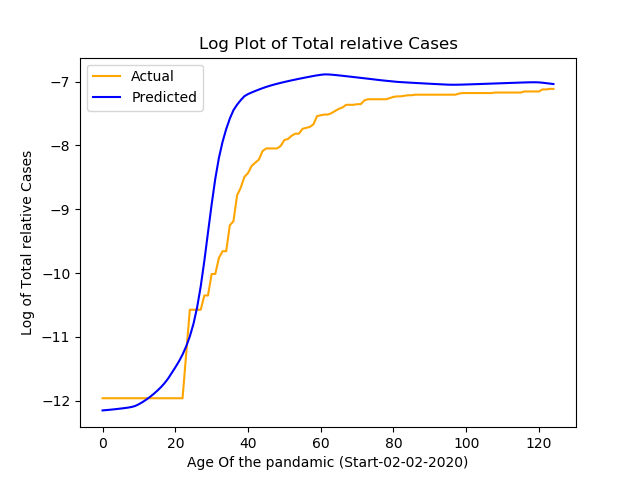 Log Plot of Total relative Cases
Actual
Predicted
Log of Total relative Cases
−7
−8
−9
−10
−11
−12
0 20 40 60 80 100 120
Age Of the pandamic (Start-02-02-2020)